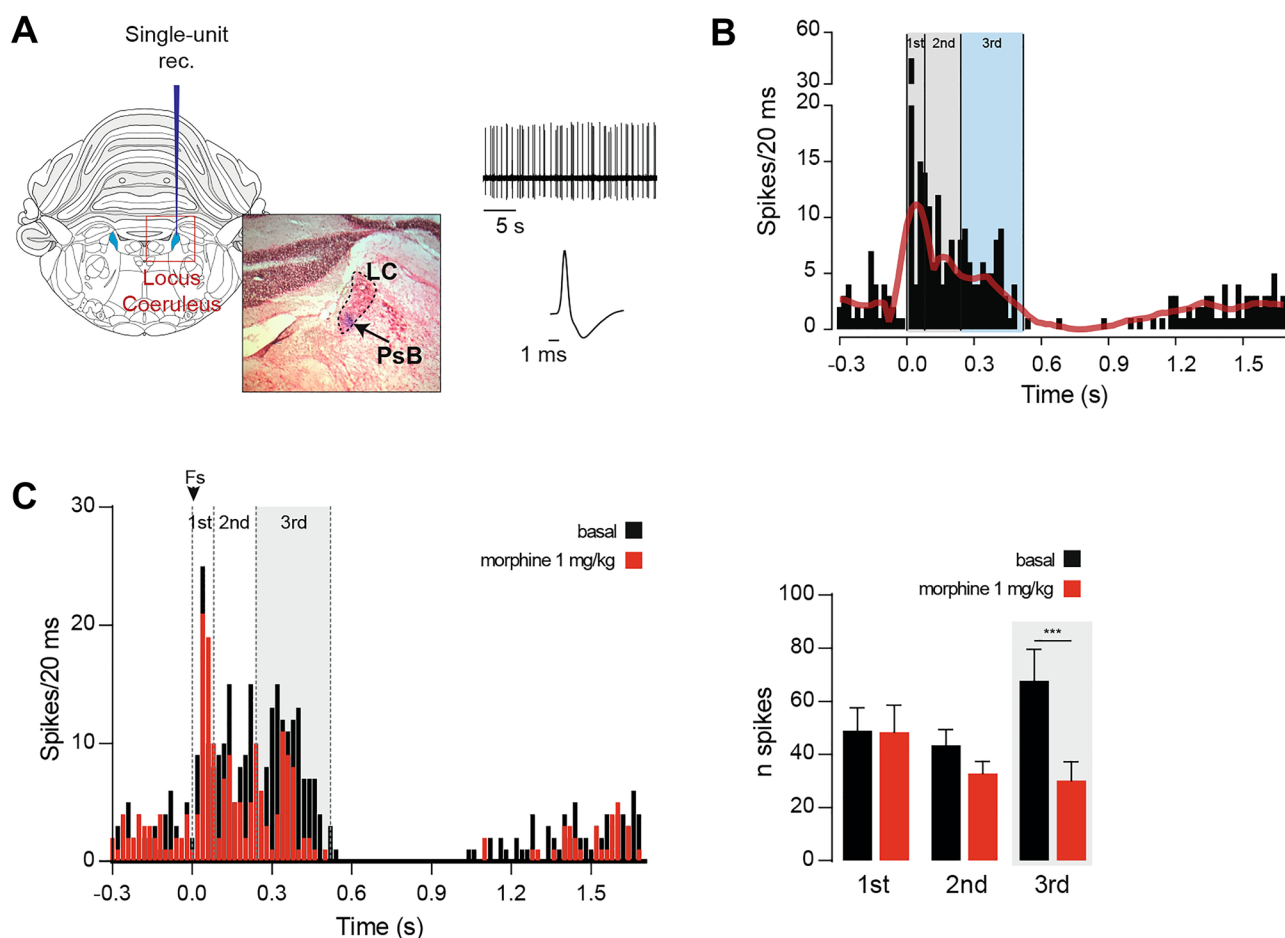 A
Single-unit
rec.
Locus
Coeruleus
LC
PsB
5 s
1 ms
B
Spikes/20 ms
60
30
20
15
10
5
0
1st 2nd 3rd
-0.3 0.0 0.3 0.6 0.9 1.2 1.5
Time (s)
C
Fs
1st 2nd 3rd
basal
morphine 1 mg/kg
Spikes/20 ms
30
20
10
0
-0.3 0.0 0.3 0.6 0.9 1.2 1.5
Time (s)
basal
morphine 1 mg/kg
n spikes
100
80
60
40
20
0
***
1st 2nd 3rd